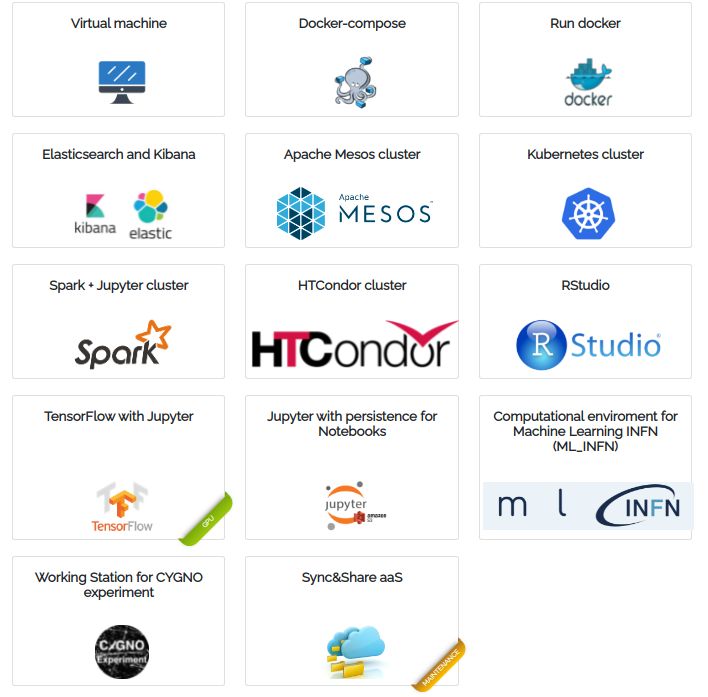 Virtual machine
Docker-compose
Run docker
docker
Elasticsearch and Kibana
Apache Mesos cluster
Kubernetes cluster
kibana
elastic
Apache
MESOS™
Spark + Jupyter cluster
HTCondor cluster
RStudio
Spark
HTCondor
R Studio®
TensorFlow with Jupyter
Jupyter with persistence for
Notebooks
Computational enviroment for
Machine Learning INFN
(ML_INFN)
TensorFlow
GPU
jupyter
amazon
S3
m l
INFN
Working Station for CYGNO
experiment
Sync&Share aaS
CYGNO
Experiment
MAINTENANCE